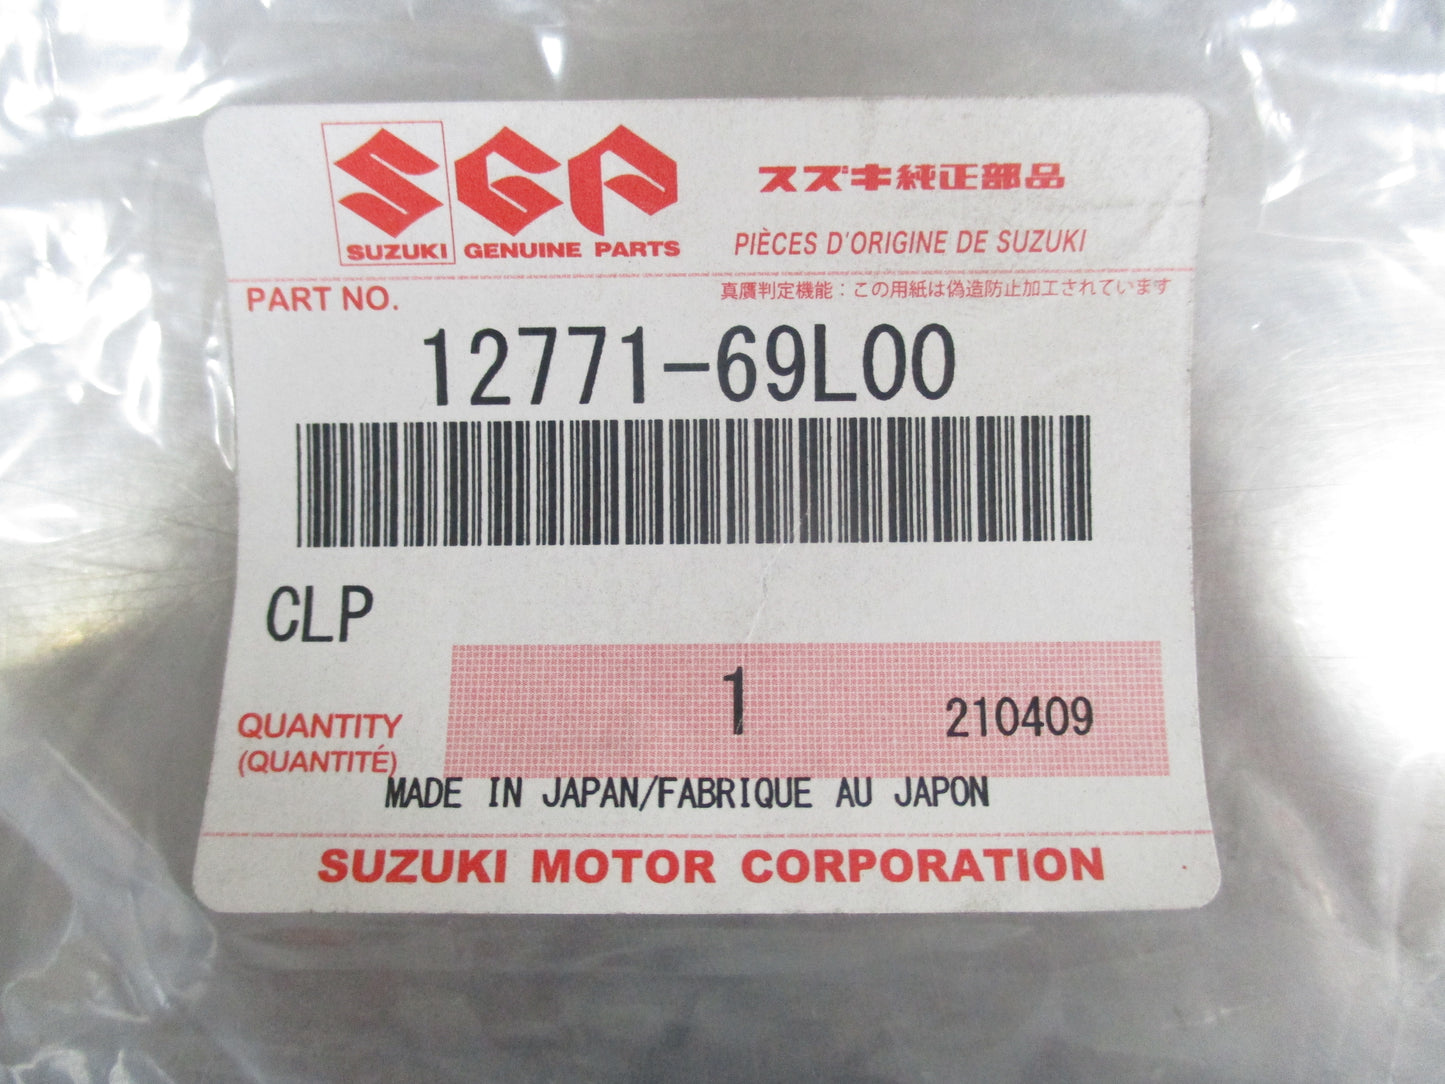 SUZUKI
SGP
GENUINE PARTS
スズキ純正部品
PIÈCES D'ORIGINE DE SUZUKI
PART NO.
真贋判定機能：この用紙は偽造防止加工されています
12771-69L00
CLP
QUANTITY
(QUANTITÉ)
1
210409
MADE IN JAPAN/FABRIQUE AU JAPON
SUZUKI MOTOR CORPORATION